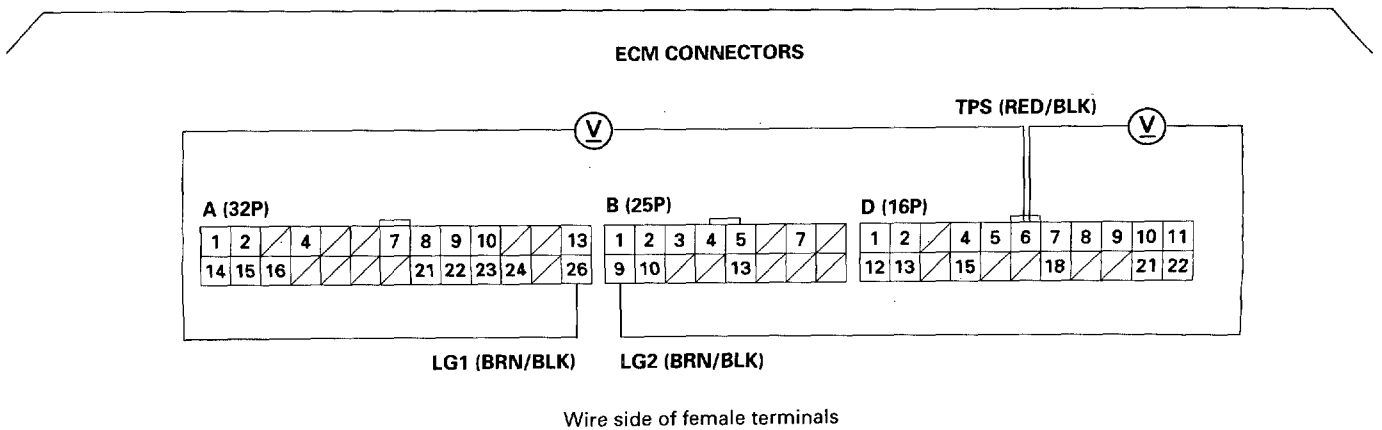 ECM CONNECTORS
TPS (RED/BLK)
V V
A (32P) B (25P) D (16P)
1 2 4 7 8 9 10 13 1 2 3 4 5 7 1 2 4 5 6 7 8 9 10 11
14 15 16 21 22 23 24 26 9 10 13 12 13 15 18 21 22
LG1 (BRN/BLK) LG2 (BRN/BLK)
Wire side of female terminals